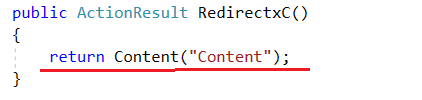 public ActionResult RedirectxC()
{
return Content("Content");
}